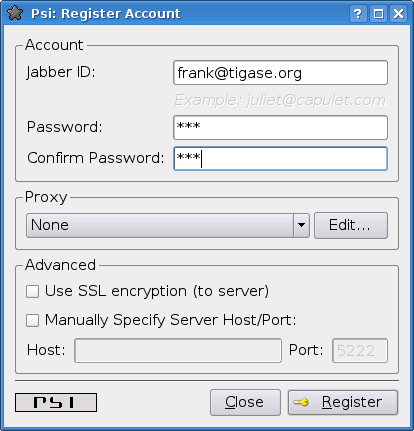 Psi: Register Account
Account
Jabber ID: frank@tigase.org
Example: juliet@capulet.com
Password: ***
Confirm Password: ***
Proxy
None Edit...
Advanced
Use SSL encryption (to server)
Manually Specify Server Host/Port:
Host: Port: 5222
PSI Close Register